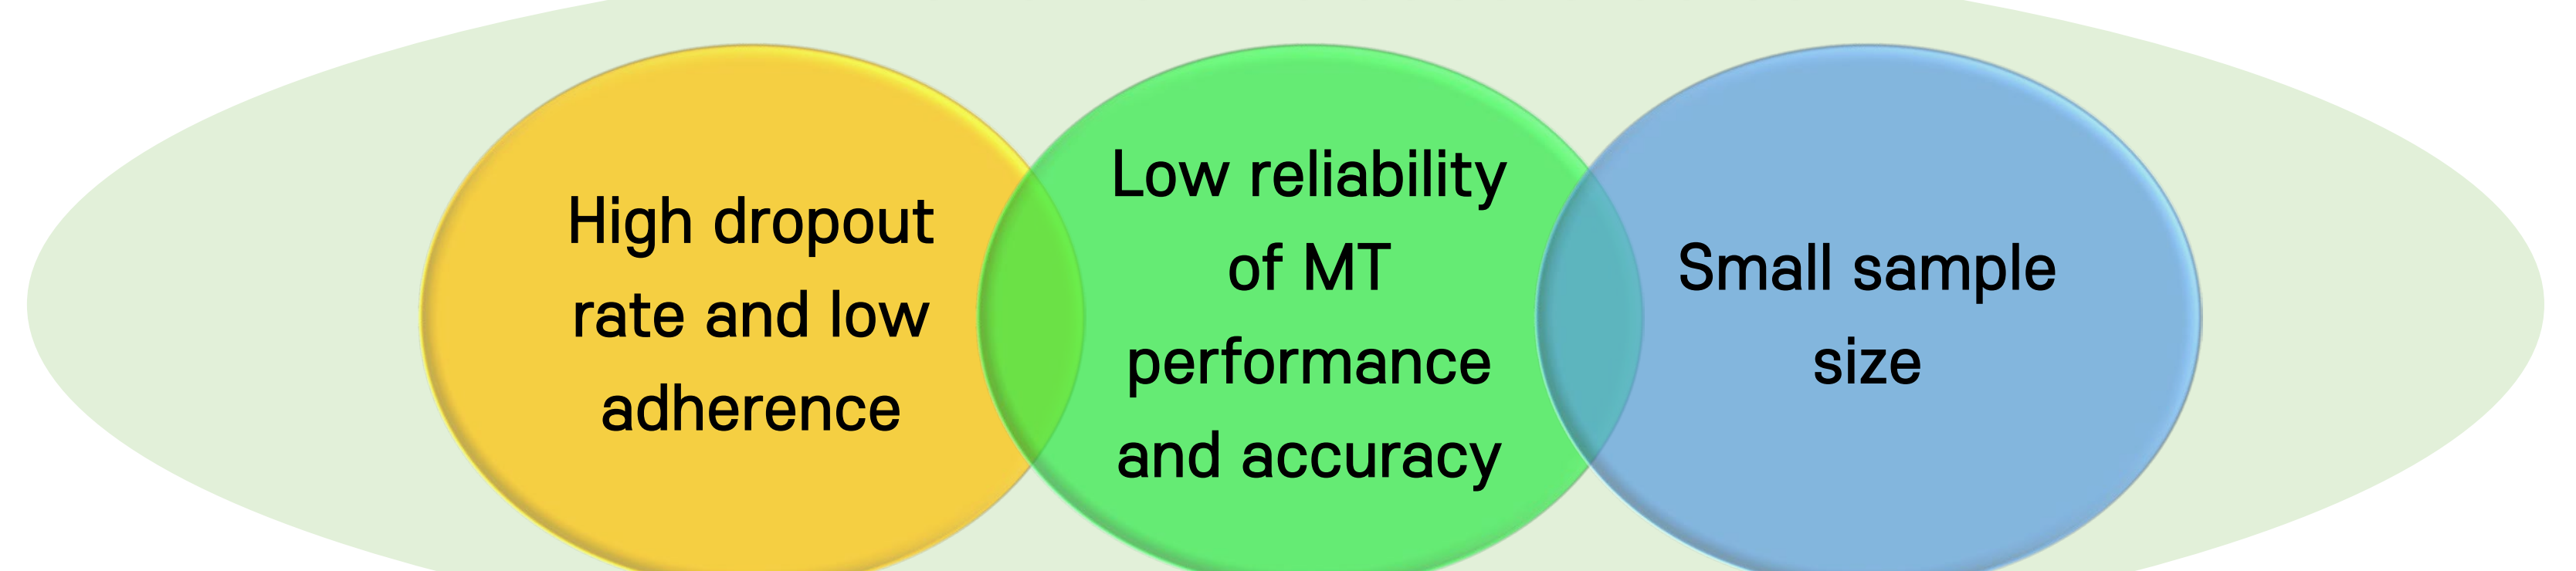 High dropout
rate and low
adherence
Low reliability
of MT
performance
and accuracy
Small sample
size